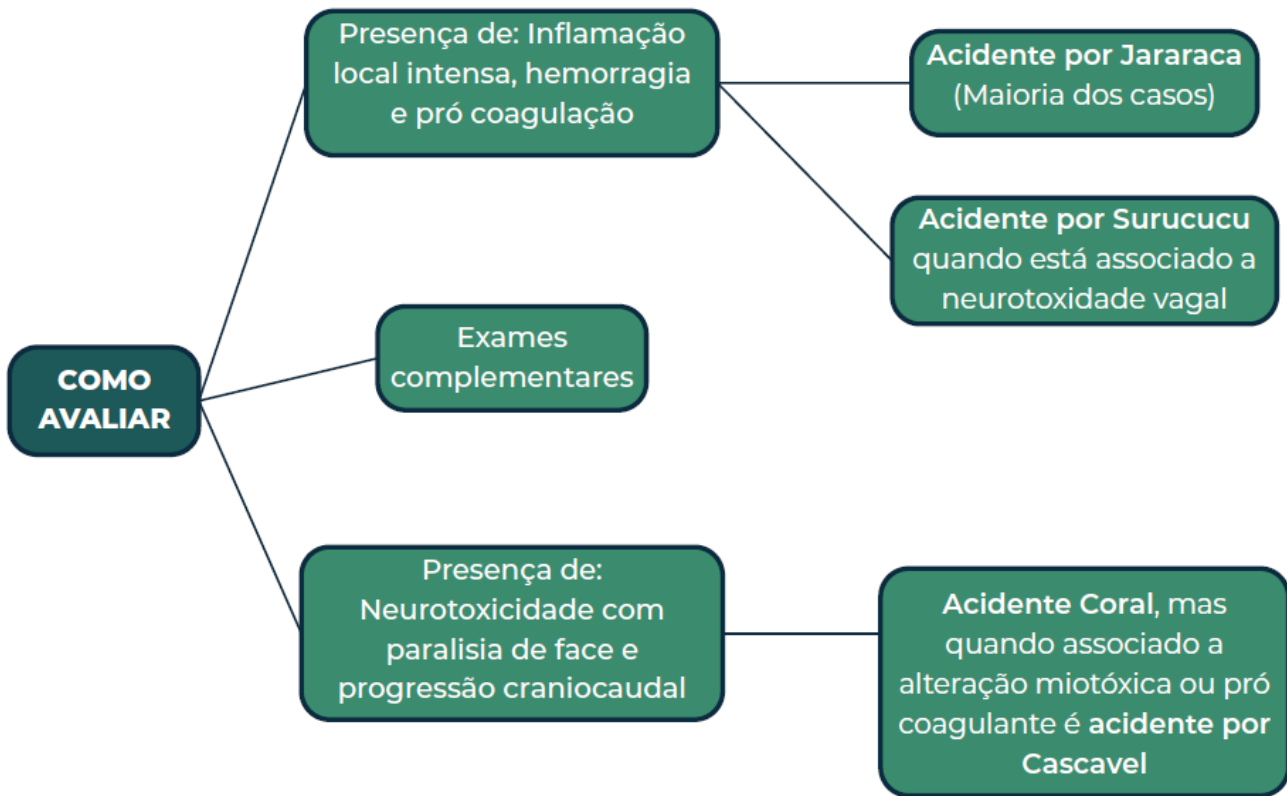 Presença de: Inflamação
local intensa, hemorragia
e pró coagulação
Acidente por Jararaca
(Maioria dos casos)
Acidente por Surucucu
quando está associado a
neurotoxidade vagal
Exames
complementares
COMO
AVALIAR
Presença de:
Neurotoxicidade com
paralisia de face e
progressão craniocaudal
Acidente Coral, mas
quando associado a
alteração miotóxica ou pró
coagulante é acidente por
Cascavel